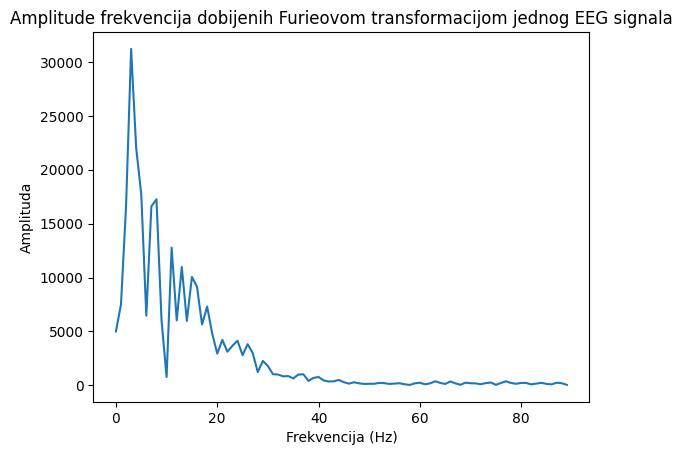 Amplitude frekvencija dobijenih Furieovom transformacijom jednog EEG signala
30000
25000
20000
15000
10000
5000
0
Amplituda
0 20 40 60 80
Frekvencija (Hz)